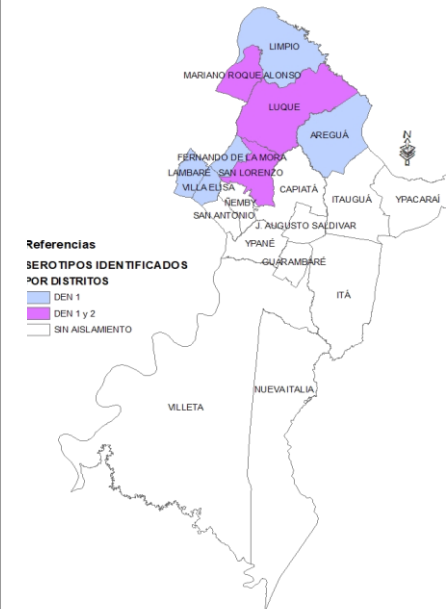 LIMPIO
MARIANO ROQUE ALONSO
LUQUE
AREGUÁ
N
FERNANDO DE LA MORA
LAMBARÉ
SAN LORENZO
VILLA ELISA
CAPIATÁ
ITAUGUÁ
YPACARAÍ
ÑEMBY
SAN ANTONIO
J. AUGUSTO SALDIVAR
YPANÉ
GUARAMBARÉ
ITÁ
Referencias
SEROTIPOS IDENTIFICADOS
POR DISTRITOS
DEN 1
DEN 1 y 2
SIN AISLAMIENTO
NUEVA ITALIA
VILLETA